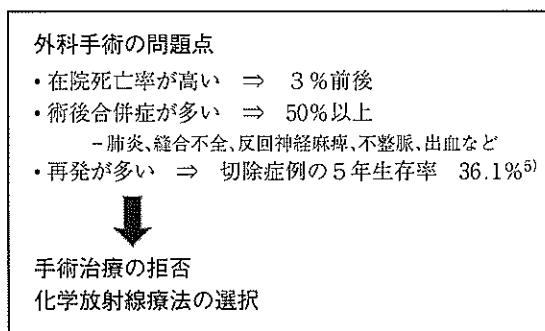 外科手術の問題点
・在院死亡率が高い ⇒ 3%前後
・術後合併症が多い ⇒ 50%以上
−肺炎、縫合不全、反回神経麻痺、不整脈、出血など
・再発が多い ⇒ 切除症例の5年生存率 36.1%5)
手術治療の拒否
化学放射線療法の選択